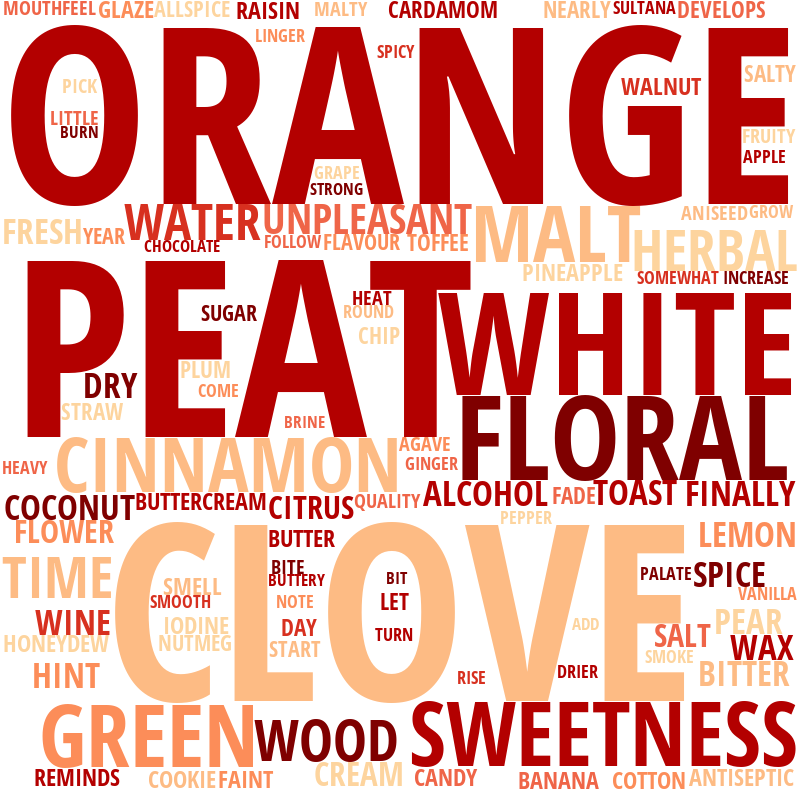 MOUTHFEEL GLAZE ALLSPICE RAISIN MALTY CARDAMOM NEARLY SULTANA DEVELOPS
LINGER SPICY
ORANGE
PICK WALNUT SALTY
LITTLE
BURN FRUITY
APPLE
GRAPE
STRONG
FRESH YEAR WATER UNPLEASANT MALT ANISEED GROW
CHOCOLATE FOLLOW FLAVOUR TOFFEE HERBAL
PINEAPPLE SOMEWHAT INCREASE
PEAT
SUGAR HEAT
ROUND
CHIP
WHITE
PLUM
DRY COME
STRAW
BRINE
FLORAL
HEAVY CINNAMON AGAVE
GINGER
COCONUT BUTTERCREAM CITRUS QUALITY ALCOHOL FADE TOAST FINALLY
FLOWER PEPPER
BUTTER LEMON
CLOVE
TIME SMELL BITE
BUTTERY BIT PALATE SPICE
SMOOTH NOTE LET VANILLA
WINE IODINE DAY TURN ADD PEAR
HONEYDEW NUTMEG START SALT WAX
SMOKE
HINT RISE DRIER BITTER
GREEN WOOD SWEETNESS
REMINDS COOKIE FAINT CREAM CANDY BANANA COTTON ANTISEPTIC